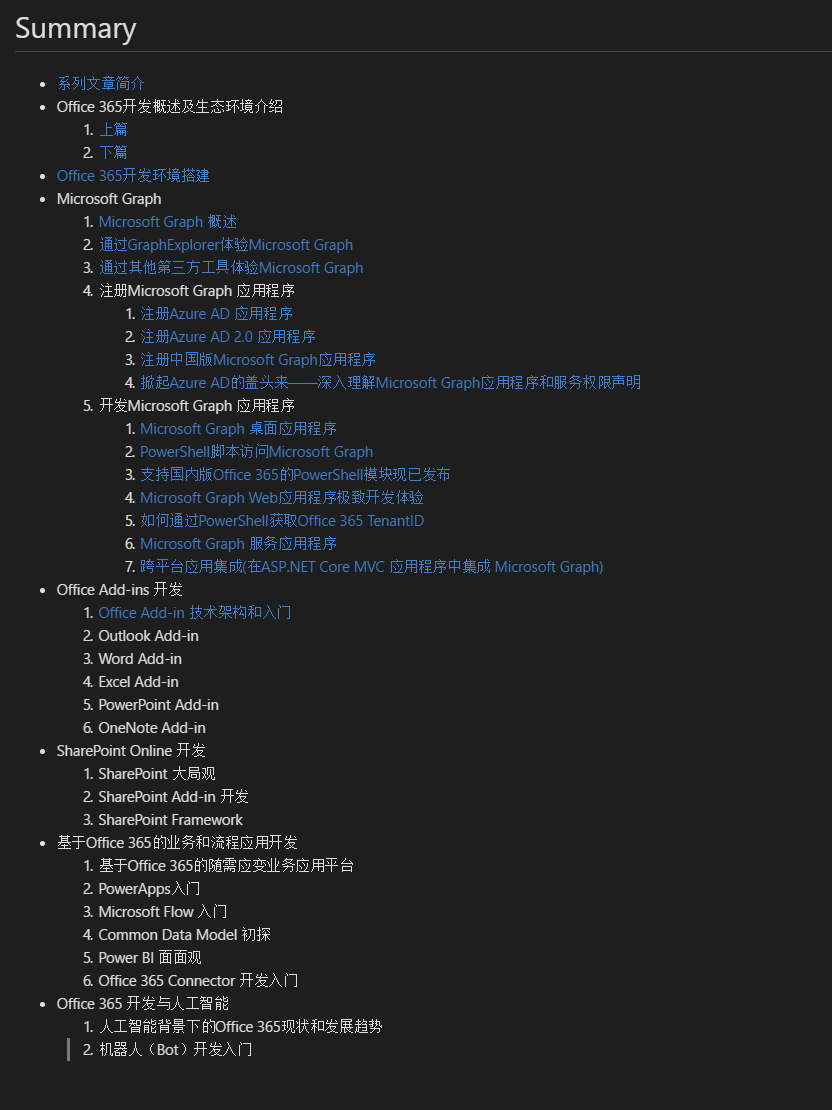 Summary
系列文章简介
Office 365开发概述及生态环境介绍
1. 上篇
2. 下篇
Office 365开发环境搭建
Microsoft Graph
1. Microsoft Graph 概述
2. 通过GraphExplorer体验Microsoft Graph
3. 通过其他第三方工具体验Microsoft Graph
4. 注册Microsoft Graph 应用程序
1. 注册Azure AD 应用程序
2. 注册Azure AD 2.0 应用程序
3. 注册中国版Microsoft Graph应用程序
4. 掀起Azure AD的盖头来——深入理解Microsoft Graph应用程序和服务权限声明
5. 开发Microsoft Graph 应用程序
1. Microsoft Graph 桌面应用程序
2. PowerShell脚本访问Microsoft Graph
3. 支持国内版Office 365的PowerShell模块现已发布
4. Microsoft Graph Web应用程序极致开发体验
5. 如何通过PowerShell获取Office 365 TenantID
6. Microsoft Graph 服务应用程序
7. 跨平台应用集成(在ASP.NET Core MVC 应用程序中集成 Microsoft Graph)
Office Add-ins 开发
1. Office Add-in 技术架构和入门
2. Outlook Add-in
3. Word Add-in
4. Excel Add-in
5. PowerPoint Add-in
6. OneNote Add-in
SharePoint Online 开发
1. SharePoint 大局观
2. SharePoint Add-in 开发
3. SharePoint Framework
基于Office 365的业务和流程应用开发
1. 基于Office 365的随需应变业务应用平台
2. PowerApps入门
3. Microsoft Flow 入门
4. Common Data Model 初探
5. Power BI 面面观
6. Office 365 Connector 开发入门
Office 365 开发与人工智能
1. 人工智能背景下的Office 365现状和发展趋势
2. 机器人（Bot）开发入门